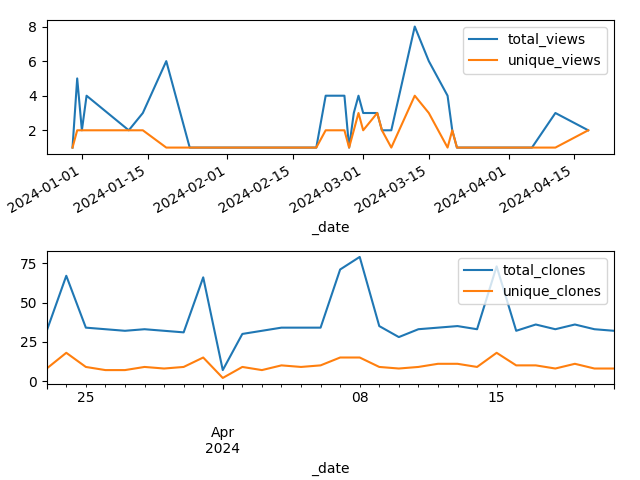 8
6
4
2
total_views
unique_views
2024-01-01
2024-01-15
2024-02-01
2024-02-15
2024-03-01
2024-03-15
2024-04-01
2024-04-15
_date
75
50
25
0
total_clones
unique_clones
25
08
15
Apr
2024
_date